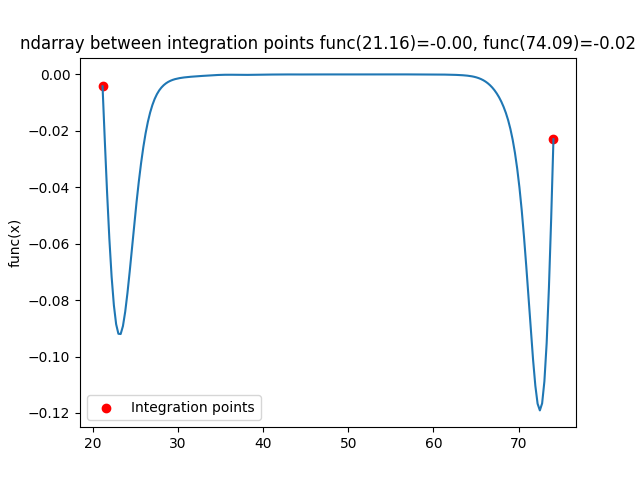 ndarray between integration points func(21.16)=-0.00, func(74.09)=-0.02
0.00
−0.02
−0.04
−0.06
−0.08
−0.10
−0.12
func(x)
Integration points
20 30 40 50 60 70